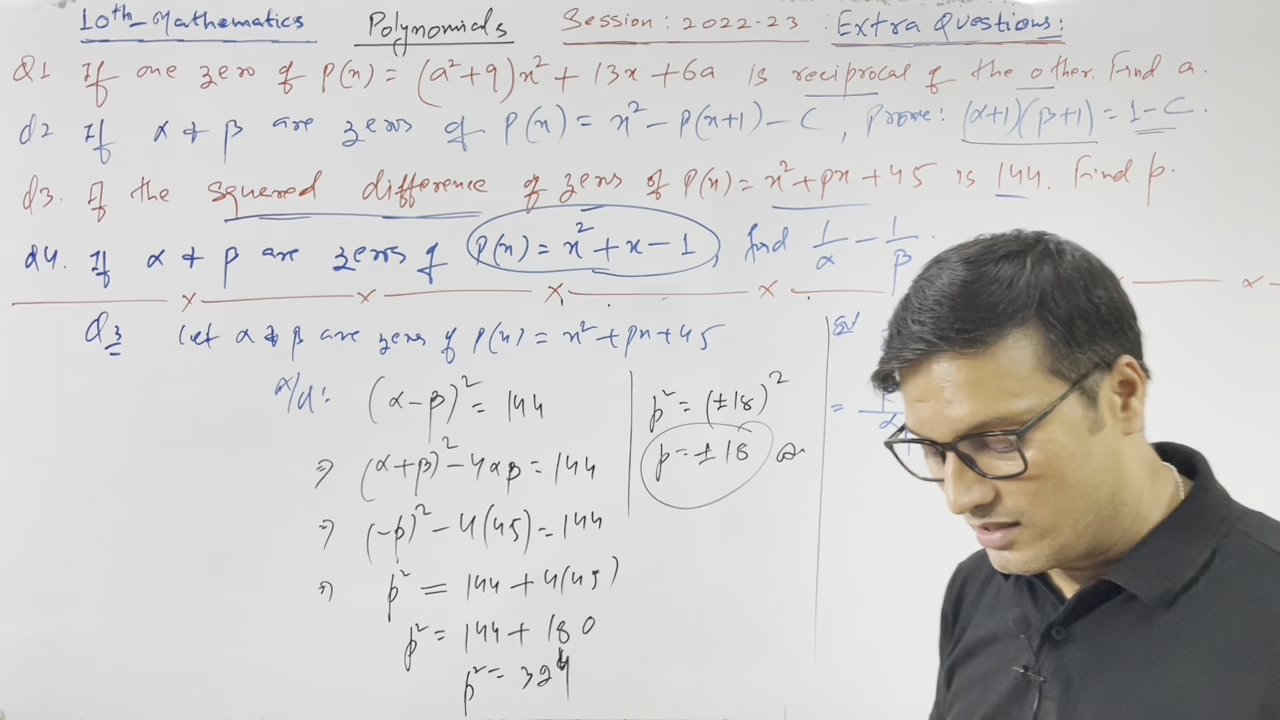 10th Mathematics Polynomials Session : 2022-23 Extra Questions:
Q1 If one zero of P(x) = (a²+9)x² + 13x + 6a is reciprocal of the other. Find a.
Q2 If α & β are zeros of P(x) = x² - P(x+1) - C, Prove: (α+1)(β+1) = 1-C.
Q3. If the squared difference of zeros of P(x) = x² + px + 45 is 144. Find p.
Q4. If α & β are zeros of P(x) = x² + x - 1, find 1/α - 1/β.
Q3 Let α & β are zeros of P(x) = x² + px + 45
A/Q: (α-β)² = 144
⇒ (α+β)² - 4αβ = 144
⇒ (-p)² - 4(45) = 144
⇒ p² = 144 + 4(45)
p² = 144 + 180
p² = 324
p² = (±18)²
p = ±18